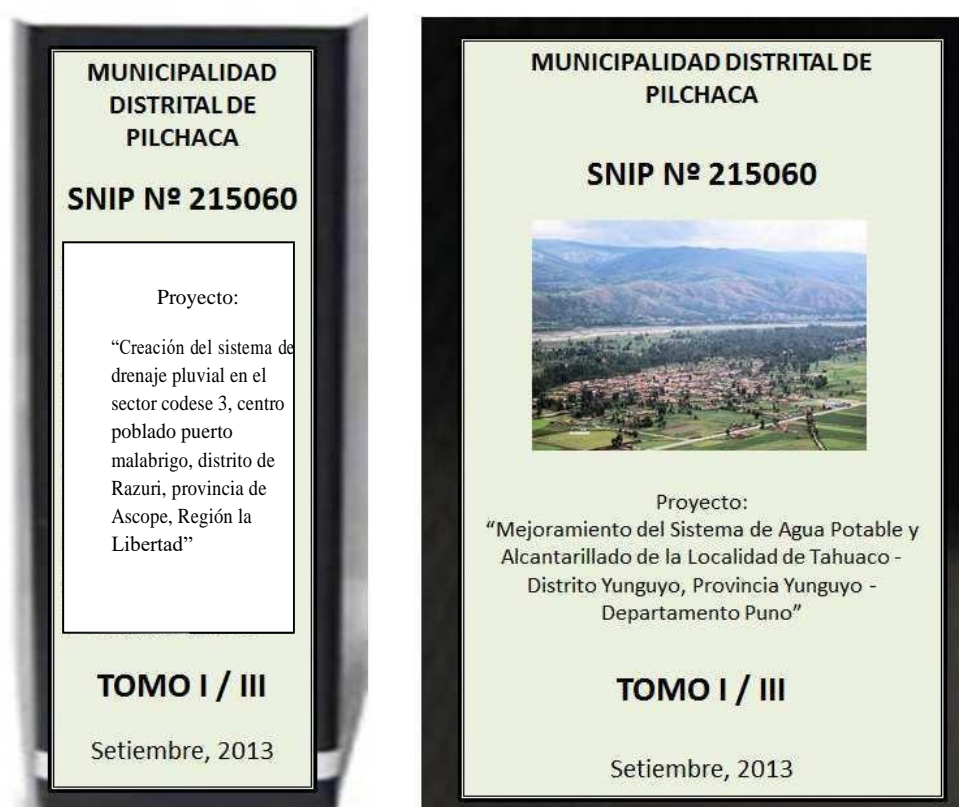 MUNICIPALIDAD
DISTRITAL DE
PILCHACA
SNIP Nº 215060
Proyecto:
“Creación del sistema de
drenaje pluvial en el
sector codese 3, centro
poblado puerto
malabrigo, distrito de
Razuri, provincia de
Ascope, Región la
Libertad”
TOMO I / III
Setiembre, 2013
MUNICIPALIDAD DISTRITAL DE
PILCHACA
SNIP Nº 215060
Proyecto:
“Mejoramiento del Sistema de Agua Potable y
Alcantarillado de la Localidad de Tahuaco -
Distrito Yunguyo, Provincia Yunguyo -
Departamento Puno”
TOMO I / III
Setiembre, 2013